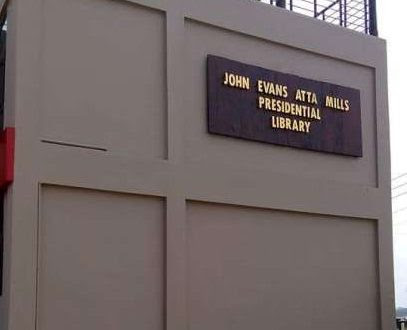 JOHN EVANS ATTA MILLS
PRESIDENTIAL
LIBRARY